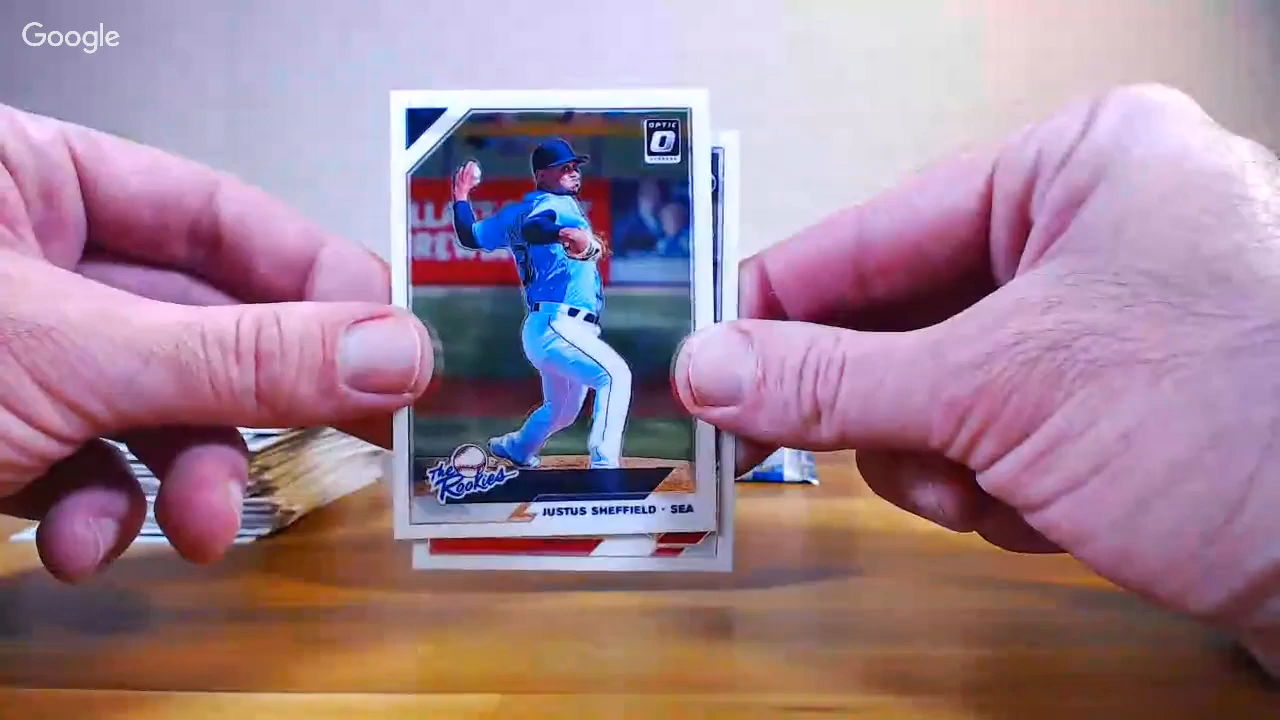 Google
OPTIC
O
The
Rookies
JUSTUS SHEFFIELD · SEA